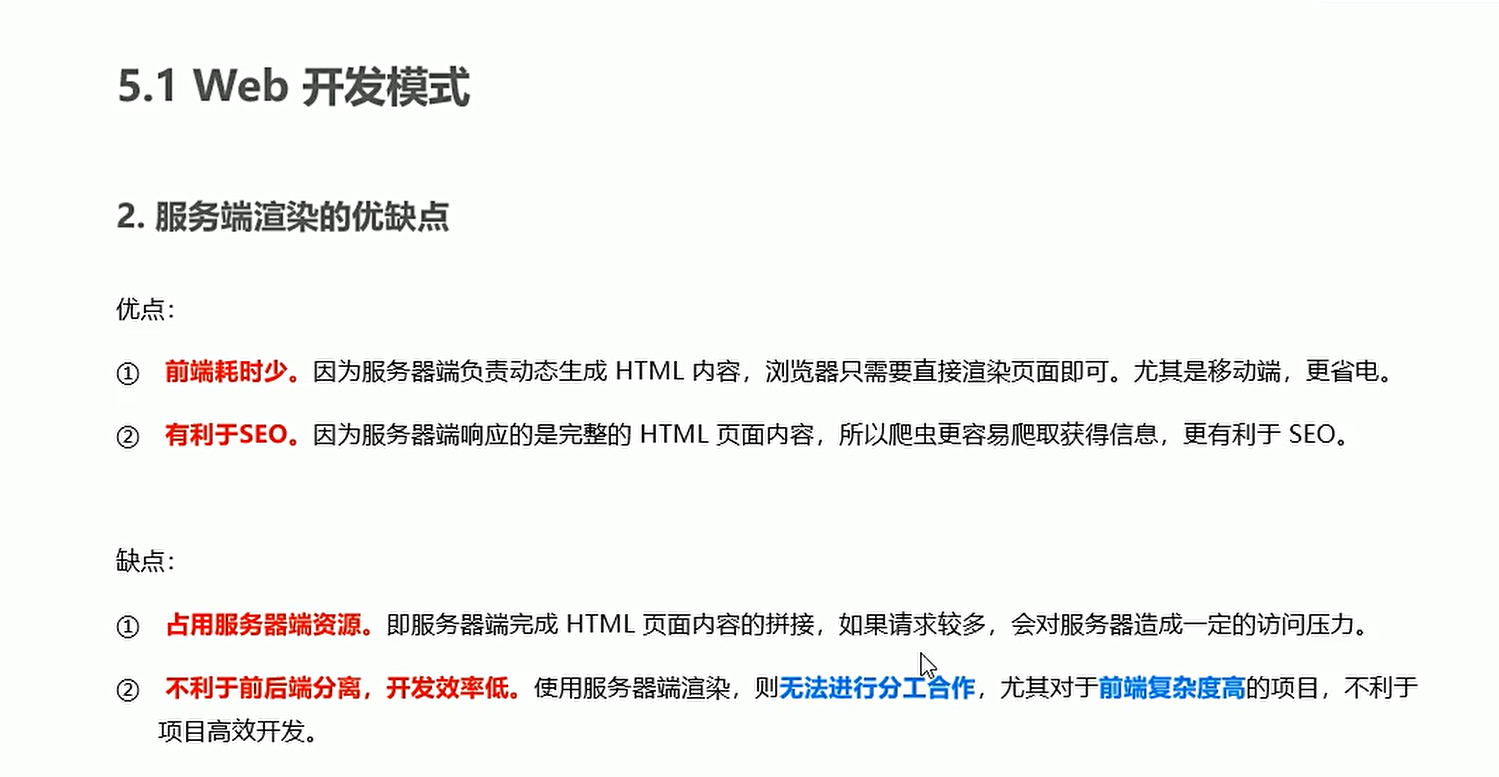 5.1 Web 开发模式
2. 服务端渲染的优缺点
优点：
① 前端耗时少。因为服务器端负责动态生成 HTML 内容，浏览器只需要直接渲染页面即可。尤其是移动端，更省电。
② 有利于SEO。因为服务器端响应的是完整的 HTML 页面内容，所以爬虫更容易爬取获得信息，更有利于 SEO。
缺点：
① 占用服务器端资源。即服务器端完成 HTML 页面内容的拼接，如果请求较多，会对服务器造成一定的访问压力。
② 不利于前后端分离，开发效率低。使用服务器端渲染，则无法进行分工合作，尤其对于前端复杂度高的项目，不利于
项目高效开发。